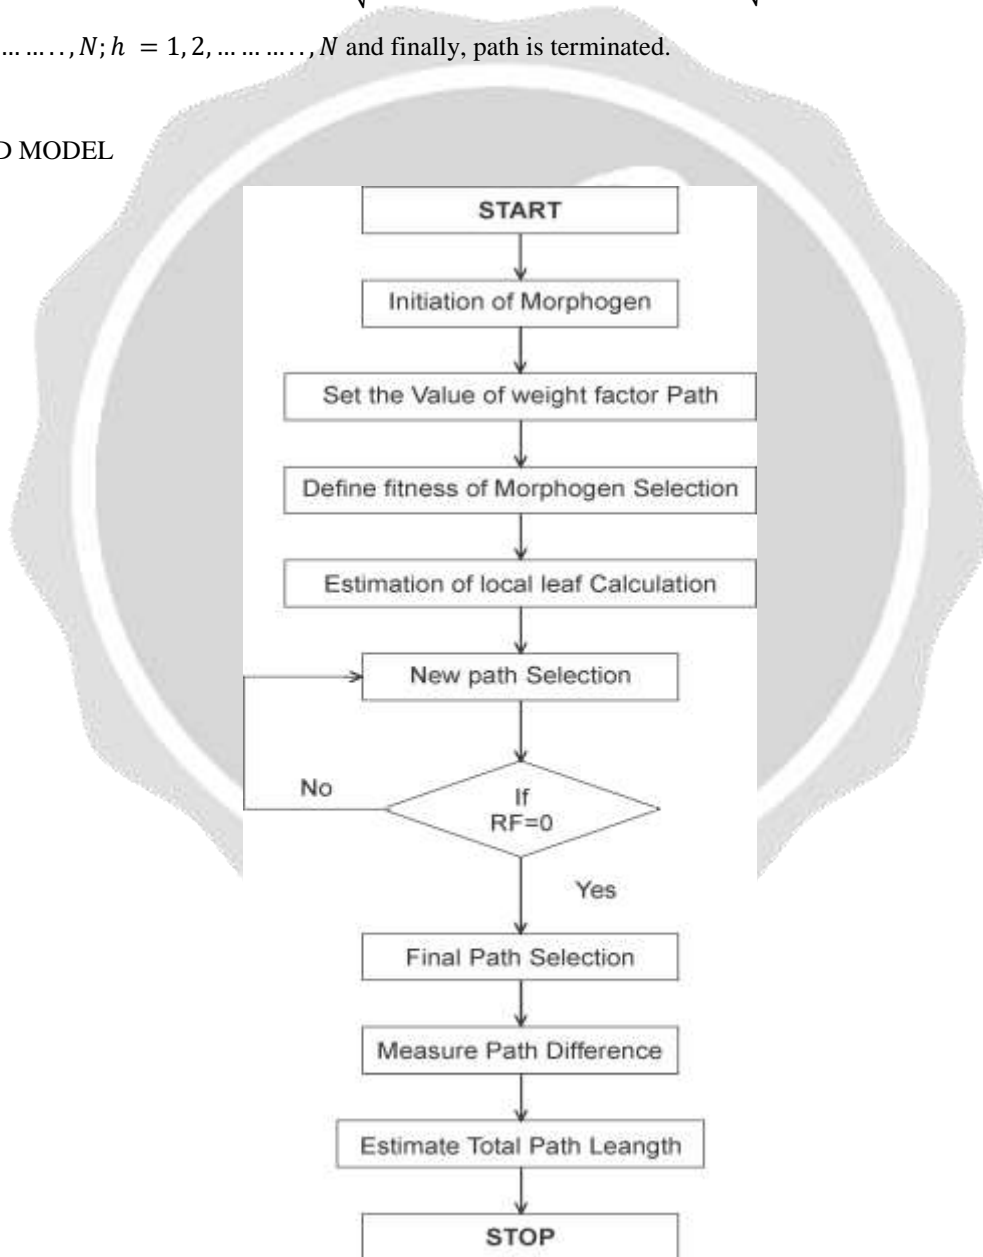 … … . . , N; h = 1, 2, … … … . . , N and finally, path is terminated.
D MODEL
START
Initiation of Morphogen
Set the Value of weight factor Path
Define fitness of Morphogen Selection
Estimation of local leaf Calculation
New path Selection
No
If
RF=0
Yes
Final Path Selection
Measure Path Difference
Estimate Total Path Leangth
STOP